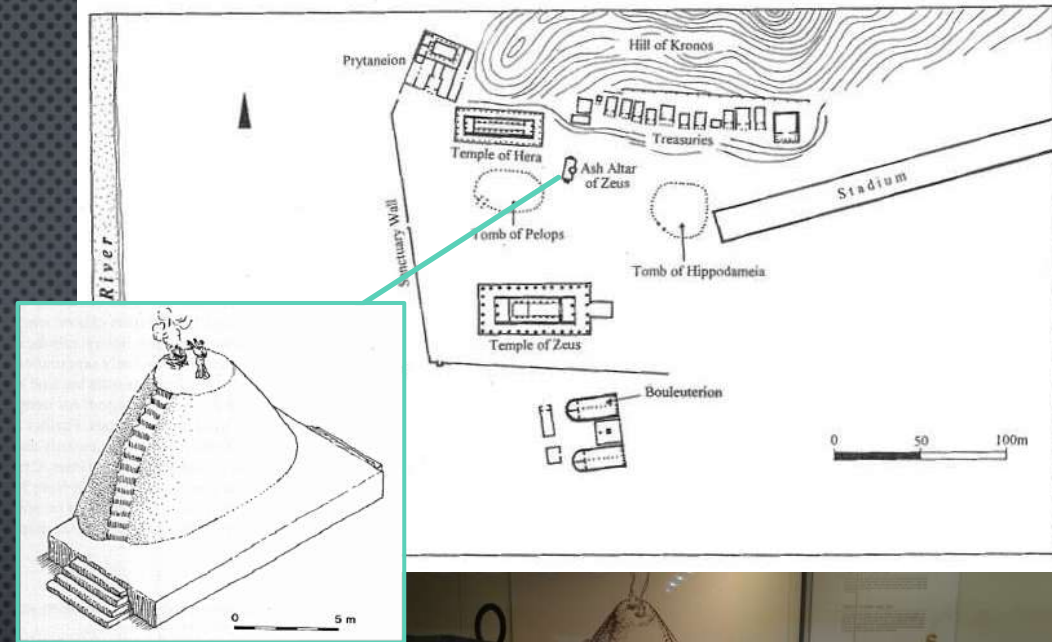 Hill of Kronos
Prytaneion
Treasuries
Temple of Hera
Ash Altar
of Zeus
Stadium
Tomb of Pelops
Tomb of Hippodameia
Sanctuary Wall
River
Temple of Zeus
Bouleuterion
0 50 100m
0 5 m